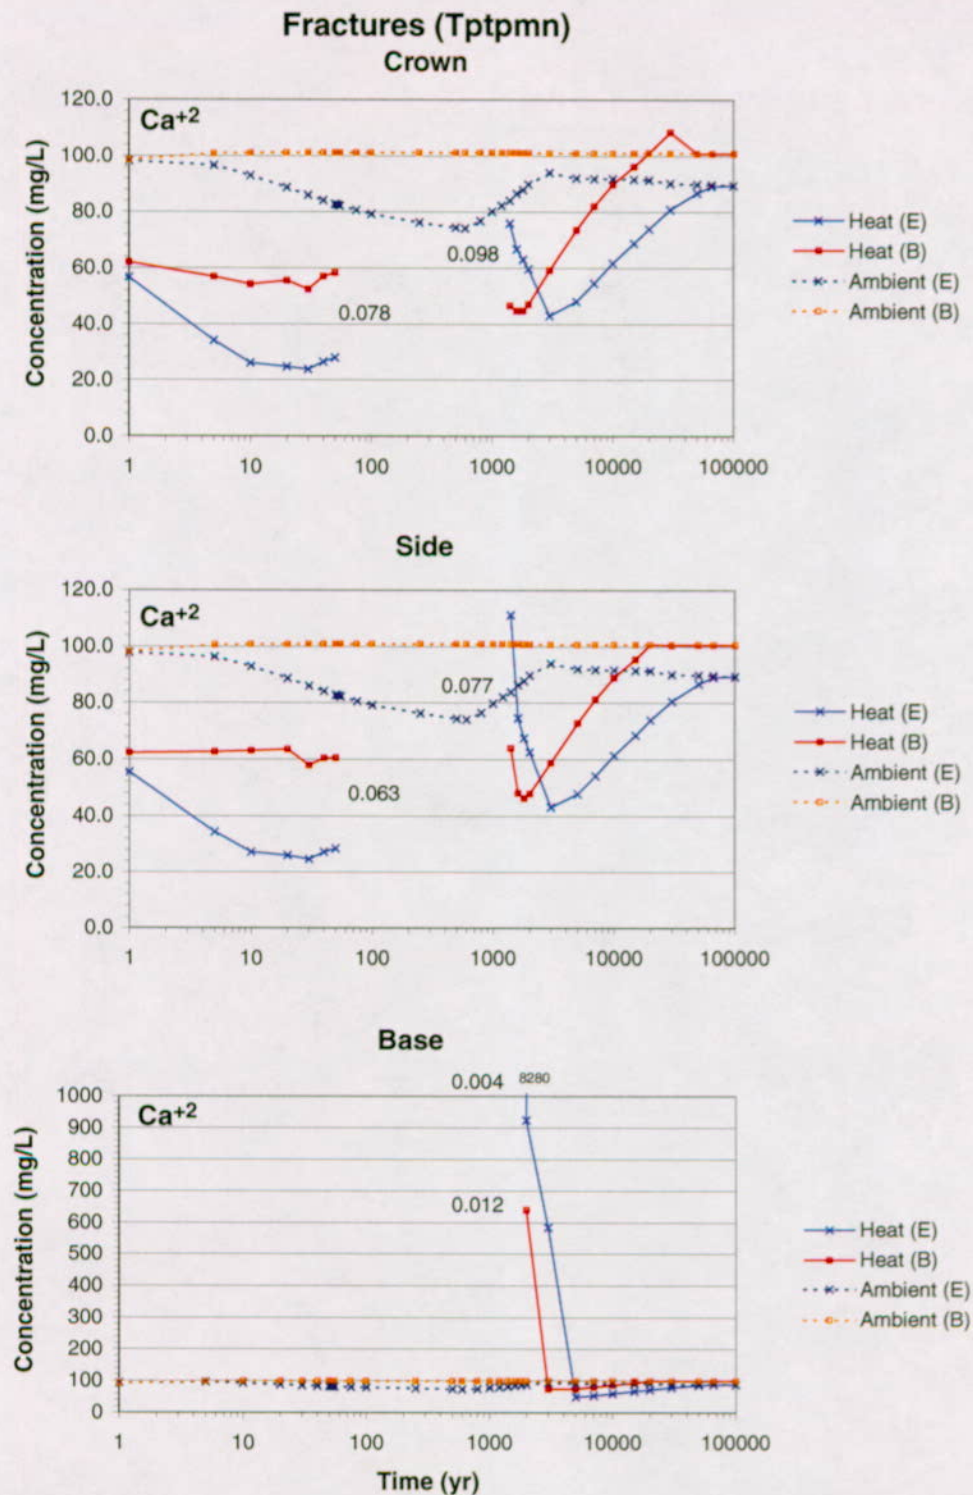 Fractures (Tptpmn)
Crown
Ca+2
Concentration (mg/L)
120.0
100.0
80.0
60.0
40.0
20.0
0.0
0.098
0.078
1 10 100 1000 10000 100000
Heat (E)
Heat (B)
Ambient (E)
Ambient (B)
Side
Ca+2
Concentration (mg/L)
120.0
100.0
80.0
60.0
40.0
20.0
0.0
0.077
0.063
1 10 100 1000 10000 100000
Heat (E)
Heat (B)
Ambient (E)
Ambient (B)
Base
Ca+2
Concentration (mg/L)
1000
900
800
700
600
500
400
300
200
100
0
0.004 8280
0.012
1 10 100 1000 10000 100000
Time (yr)
Heat (E)
Heat (B)
Ambient (E)
Ambient (B)